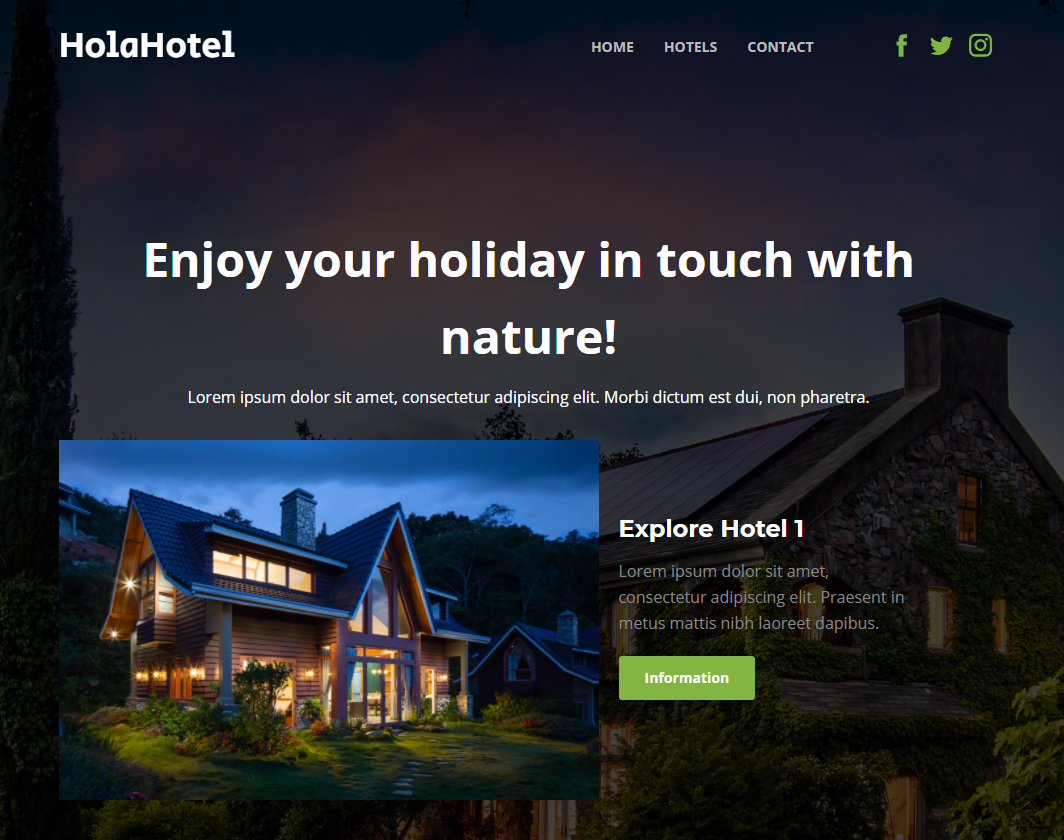 HolaHotel
HOME HOTELS CONTACT
Enjoy your holiday in touch with
nature!
Lorem ipsum dolor sit amet, consectetur adipiscing elit. Morbi dictum est dui, non pharetra.
Explore Hotel 1
Lorem ipsum dolor sit amet,
consectetur adipiscing elit. Praesent in
metus mattis nibh laoreet dapibus.
Information